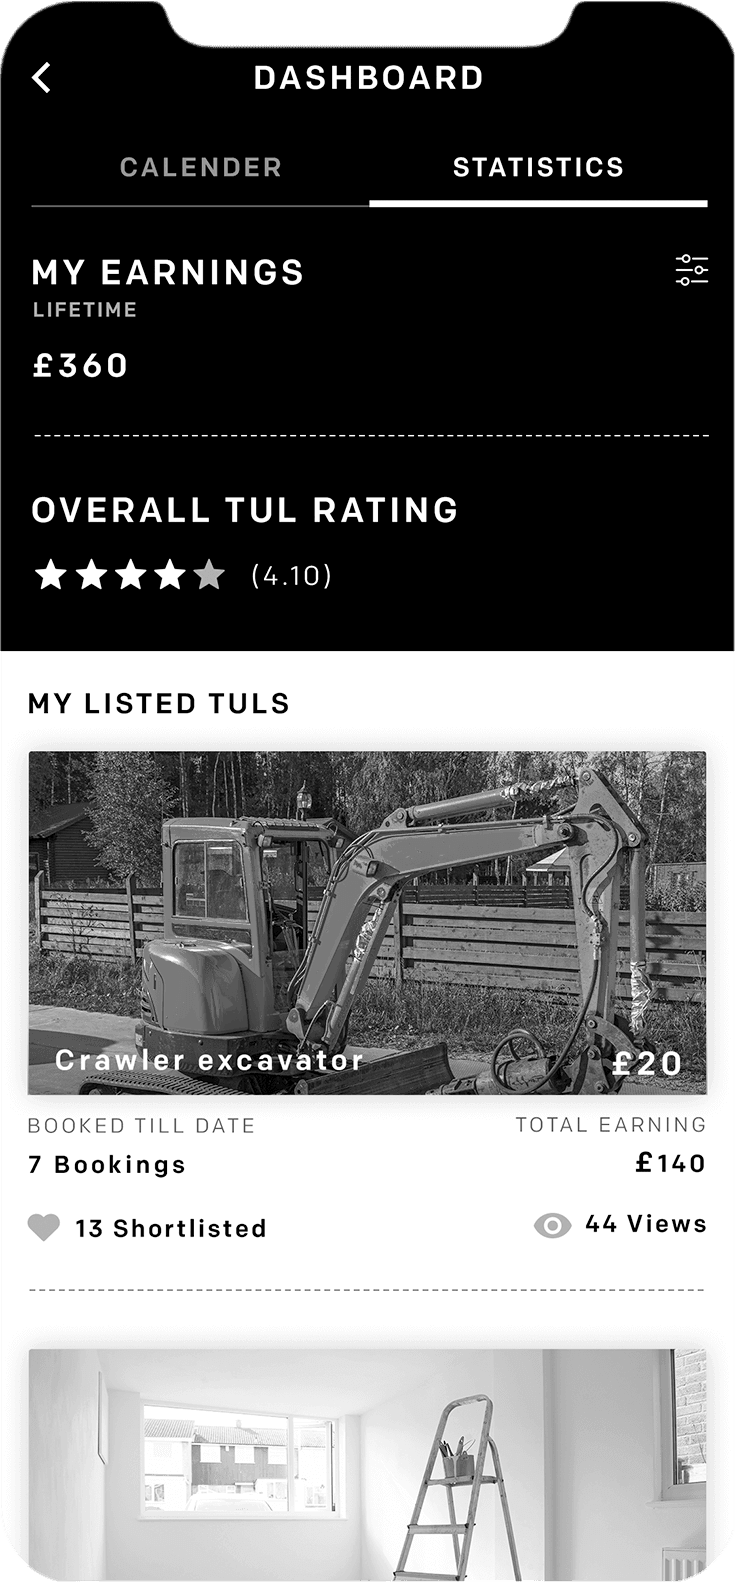 DASHBOARD
CALENDER STATISTICS
MY EARNINGS
LIFETIME
£360
OVERALL TUL RATING
(4.10)
MY LISTED TULS
Crawler excavator £20
BOOKED TILL DATE TOTAL EARNING
7 Bookings £140
13 Shortlisted 44 Views